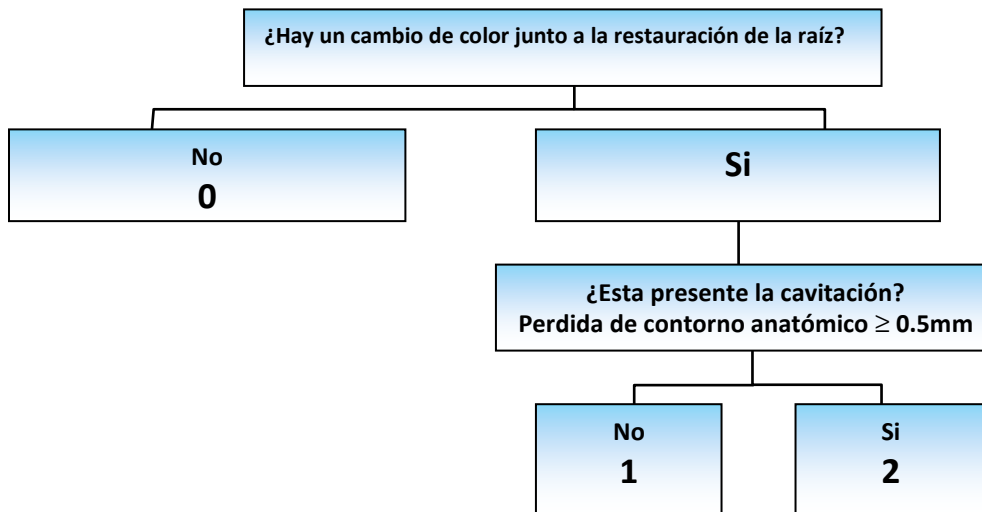 ¿Hay un cambio de color junto a la restauración de la raíz?
No
0
Si
¿Esta presente la cavitación?
Perdida de contorno anatómico ≥ 0.5mm
No
1
Si
2